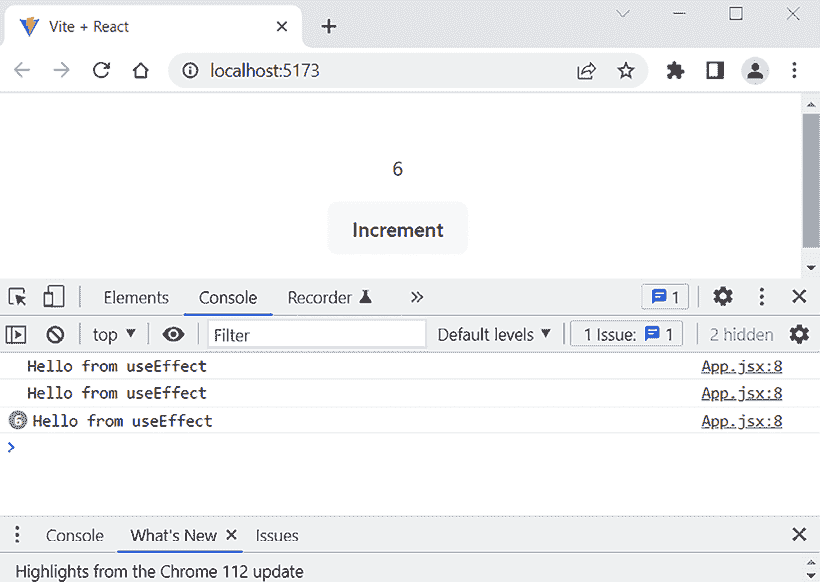 Vite + React
localhost:5173
6
Increment
Elements Console Recorder 1
top Filter Default levels 1 Issue: 1 2 hidden
Hello from useEffect App.jsx:8
Hello from useEffect App.jsx:8
6 Hello from useEffect App.jsx:8
Console What's New Issues
Highlights from the Chrome 112 update